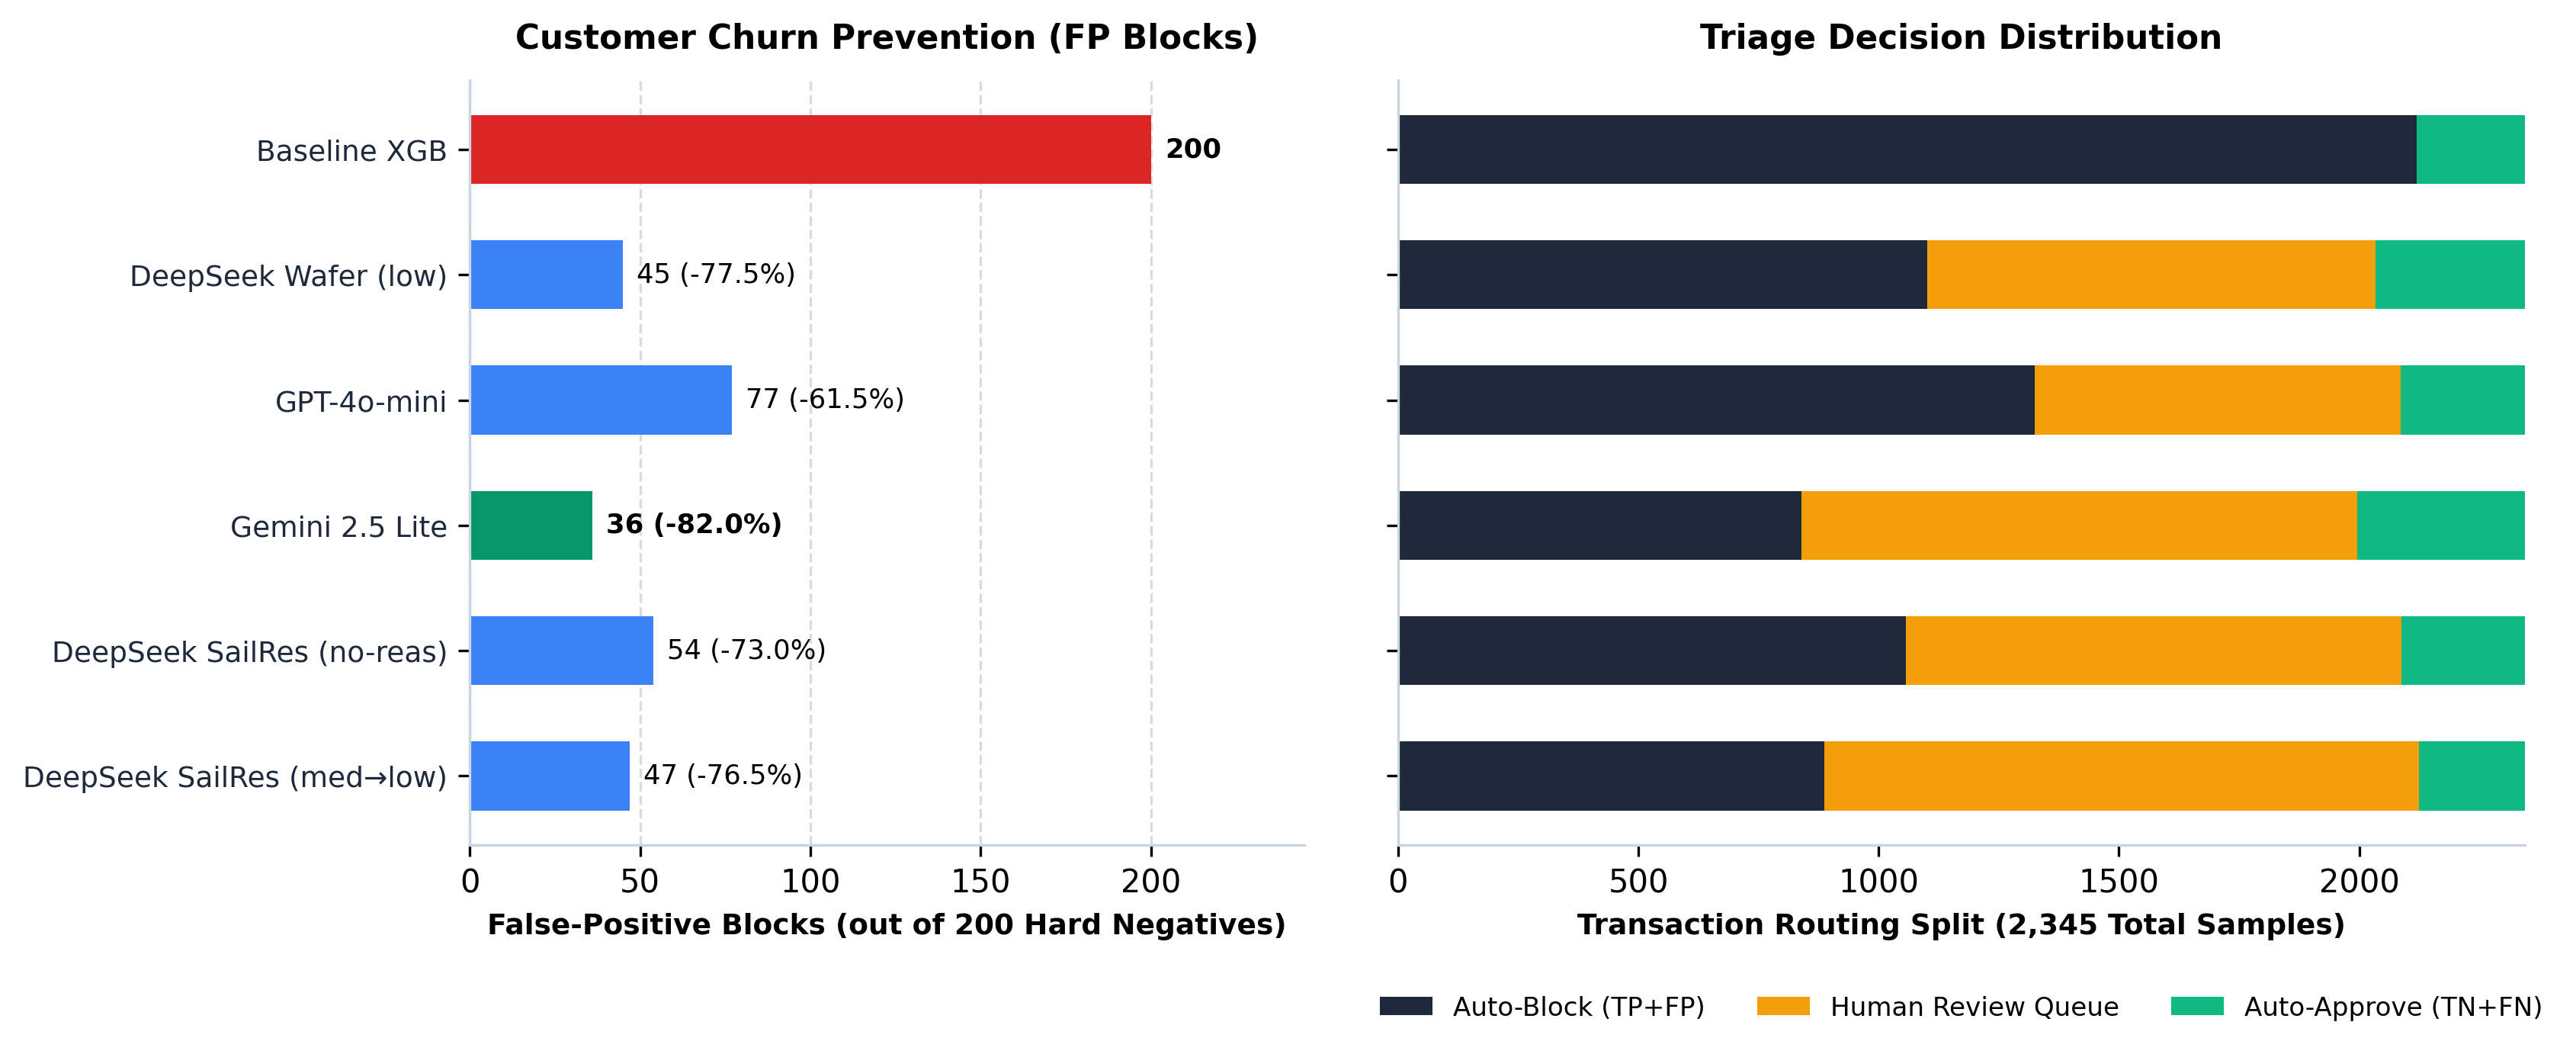 Customer Churn Prevention (FP Blocks)
Baseline XGB
200
DeepSeek Wafer (low)
45 (-77.5%)
GPT-4o-mini
77 (-61.5%)
Gemini 2.5 Lite
36 (-82.0%)
DeepSeek SailRes (no-reas)
54 (-73.0%)
DeepSeek SailRes (med→low)
47 (-76.5%)
0 50 100 150 200
False-Positive Blocks (out of 200 Hard Negatives)
Triage Decision Distribution
0 500 1000 1500 2000
Transaction Routing Split (2,345 Total Samples)
Auto-Block (TP+FP) Human Review Queue Auto-Approve (TN+FN)